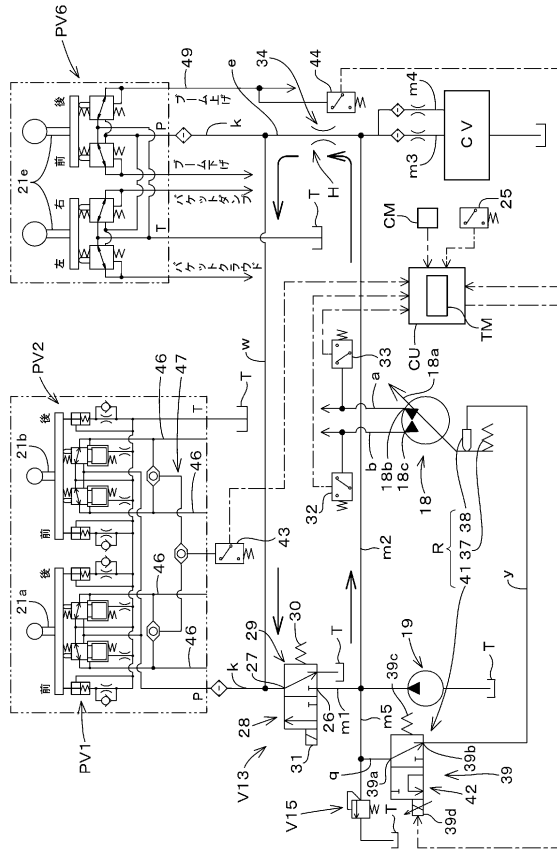 PV6
21e
左
右
前
後
P
T
49
ブーム上げ
ブーム下げ
バケットダンプ
バケットクラウド
k
e
34
44
H
T
m4
m3
CV
CM
25
CU
TM
PV2
21b
21a
前
後
前
後
PV1
46
46
46
46
47
T
T
P
43
w
k
33
32
a
b
18a
18b
18c
18
29
27
30
28
26
31
V13
T
m1
m2
m5
19
T
39c
q
39a
39b
39
42
39d
V15
T
R
41
37
38
y